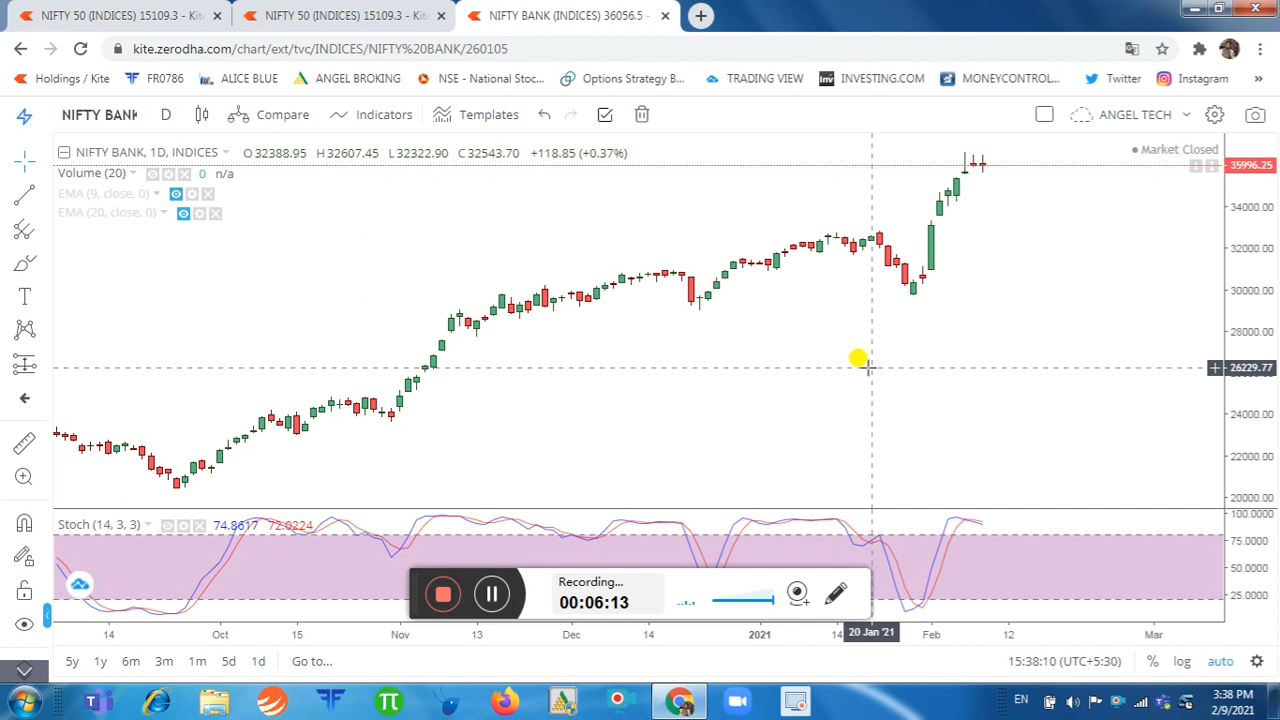 NIFTY 50 (INDICES) 15109.3 - Kite
NIFTY 50 (INDICES) 15109.3 - Kite
NIFTY BANK (INDICES) 36056.5 -
kite.zerodha.com/chart/ext/tvc/INDICES/NIFTY%20BANK/260105
Holdings / Kite
FR0786
ALICE BLUE
ANGEL BROKING
NSE - National Stoc...
Options Strategy B...
TRADING VIEW
INVESTING.COM
MONEYCONTROL...
Twitter
Instagram
»
NIFTY BANK
D
Compare
Indicators
Templates
ANGEL TECH
NIFTY BANK, 1D, INDICES
O32388.95 H32607.45 L32322.90 C32543.70 +118.85 (+0.37%)
Market Closed
Volume (20) 0 n/a
EMA (9, close, 0)
EMA (20, close, 0)
35996.25
34000.00
32000.00
30000.00
28000.00
26229.77
24000.00
22000.00
20000.00
Stoch (14, 3, 3) 74.8617 72.0224
100.0000
75.0000
50.0000
25.0000
Recording...
00:06:13
14 Oct 15 Nov 13 Dec 14 2021 14 20 Jan '21 Feb 12 Mar
5y 1y 6m 3m 1m 5d 1d Go to...
15:38:10 (UTC+5:30) % log auto
EN
3:38 PM
2/9/2021